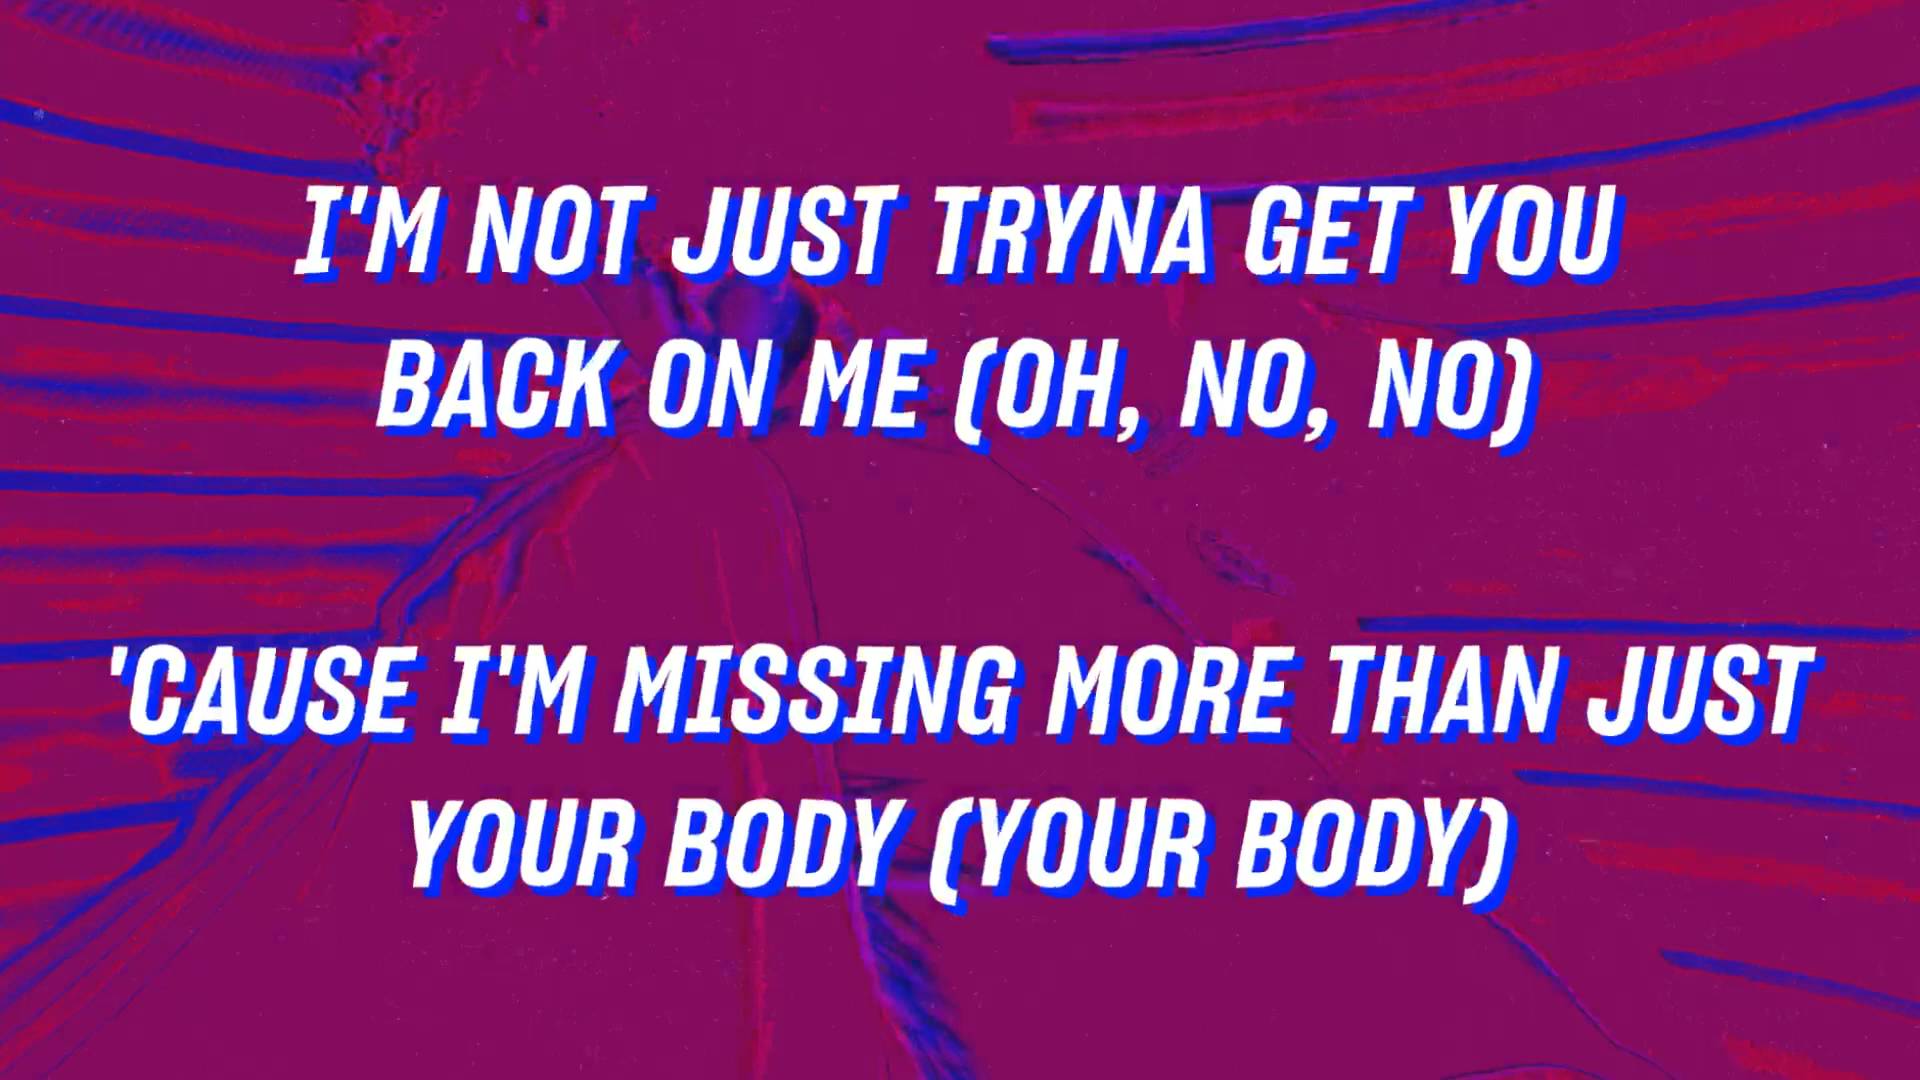 I'M NOT JUST TRYNA GET YOU
BACK ON ME (OH, NO, NO)
'CAUSE I'M MISSING MORE THAN JUST
YOUR BODY (YOUR BODY)